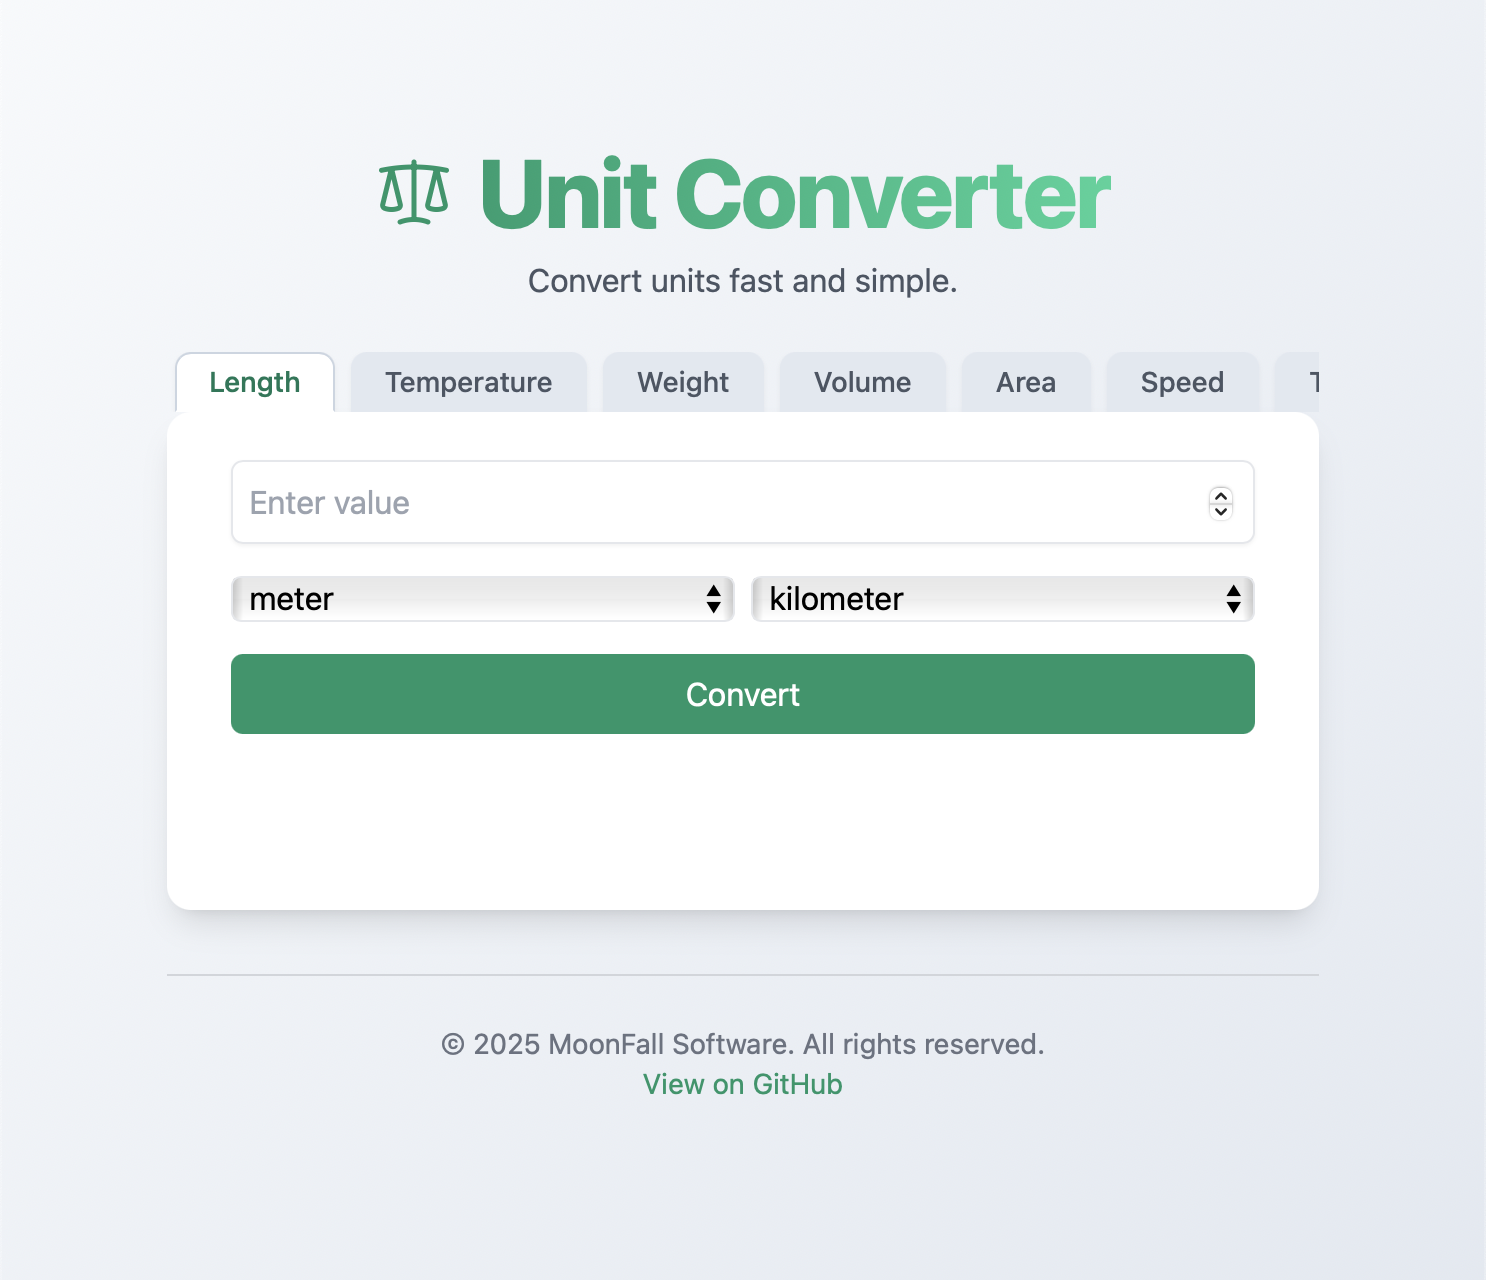 Unit Converter
Convert units fast and simple.
Length Temperature Weight Volume Area Speed
Enter value
meter kilometer
Convert
© 2025 MoonFall Software. All rights reserved.
View on GitHub